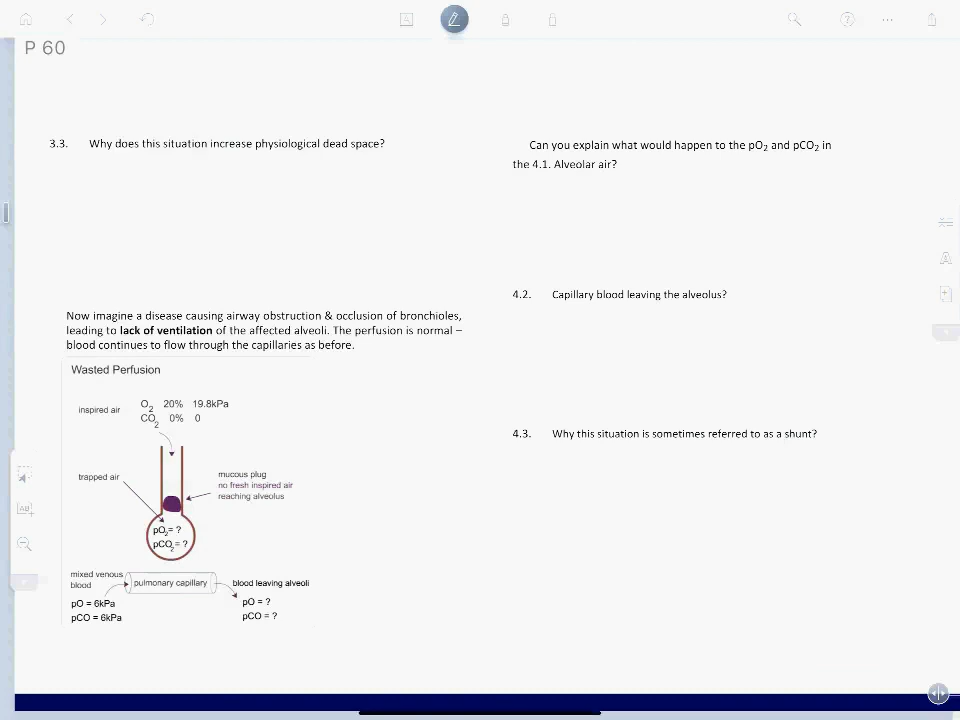 P 60
3.3. Why does this situation increase physiological dead space?
Now imagine a disease causing airway obstruction & occlusion of bronchioles,
leading to lack of ventilation of the affected alveoli. The perfusion is normal –
blood continues to flow through the capillaries as before.
Wasted Perfusion
inspired air
O2 20% 19.8kPa
CO2 0% 0
trapped air
mucous plug
no fresh inspired air
reaching alveolus
pO2= ?
pCO2= ?
mixed venous
blood
pulmonary capillary
blood leaving alveoli
pO = 6kPa
pCO = 6kPa
pO = ?
pCO = ?
Can you explain what would happen to the pO2 and pCO2 in
the 4.1. Alveolar air?
4.2. Capillary blood leaving the alveolus?
4.3. Why this situation is sometimes referred to as a shunt?